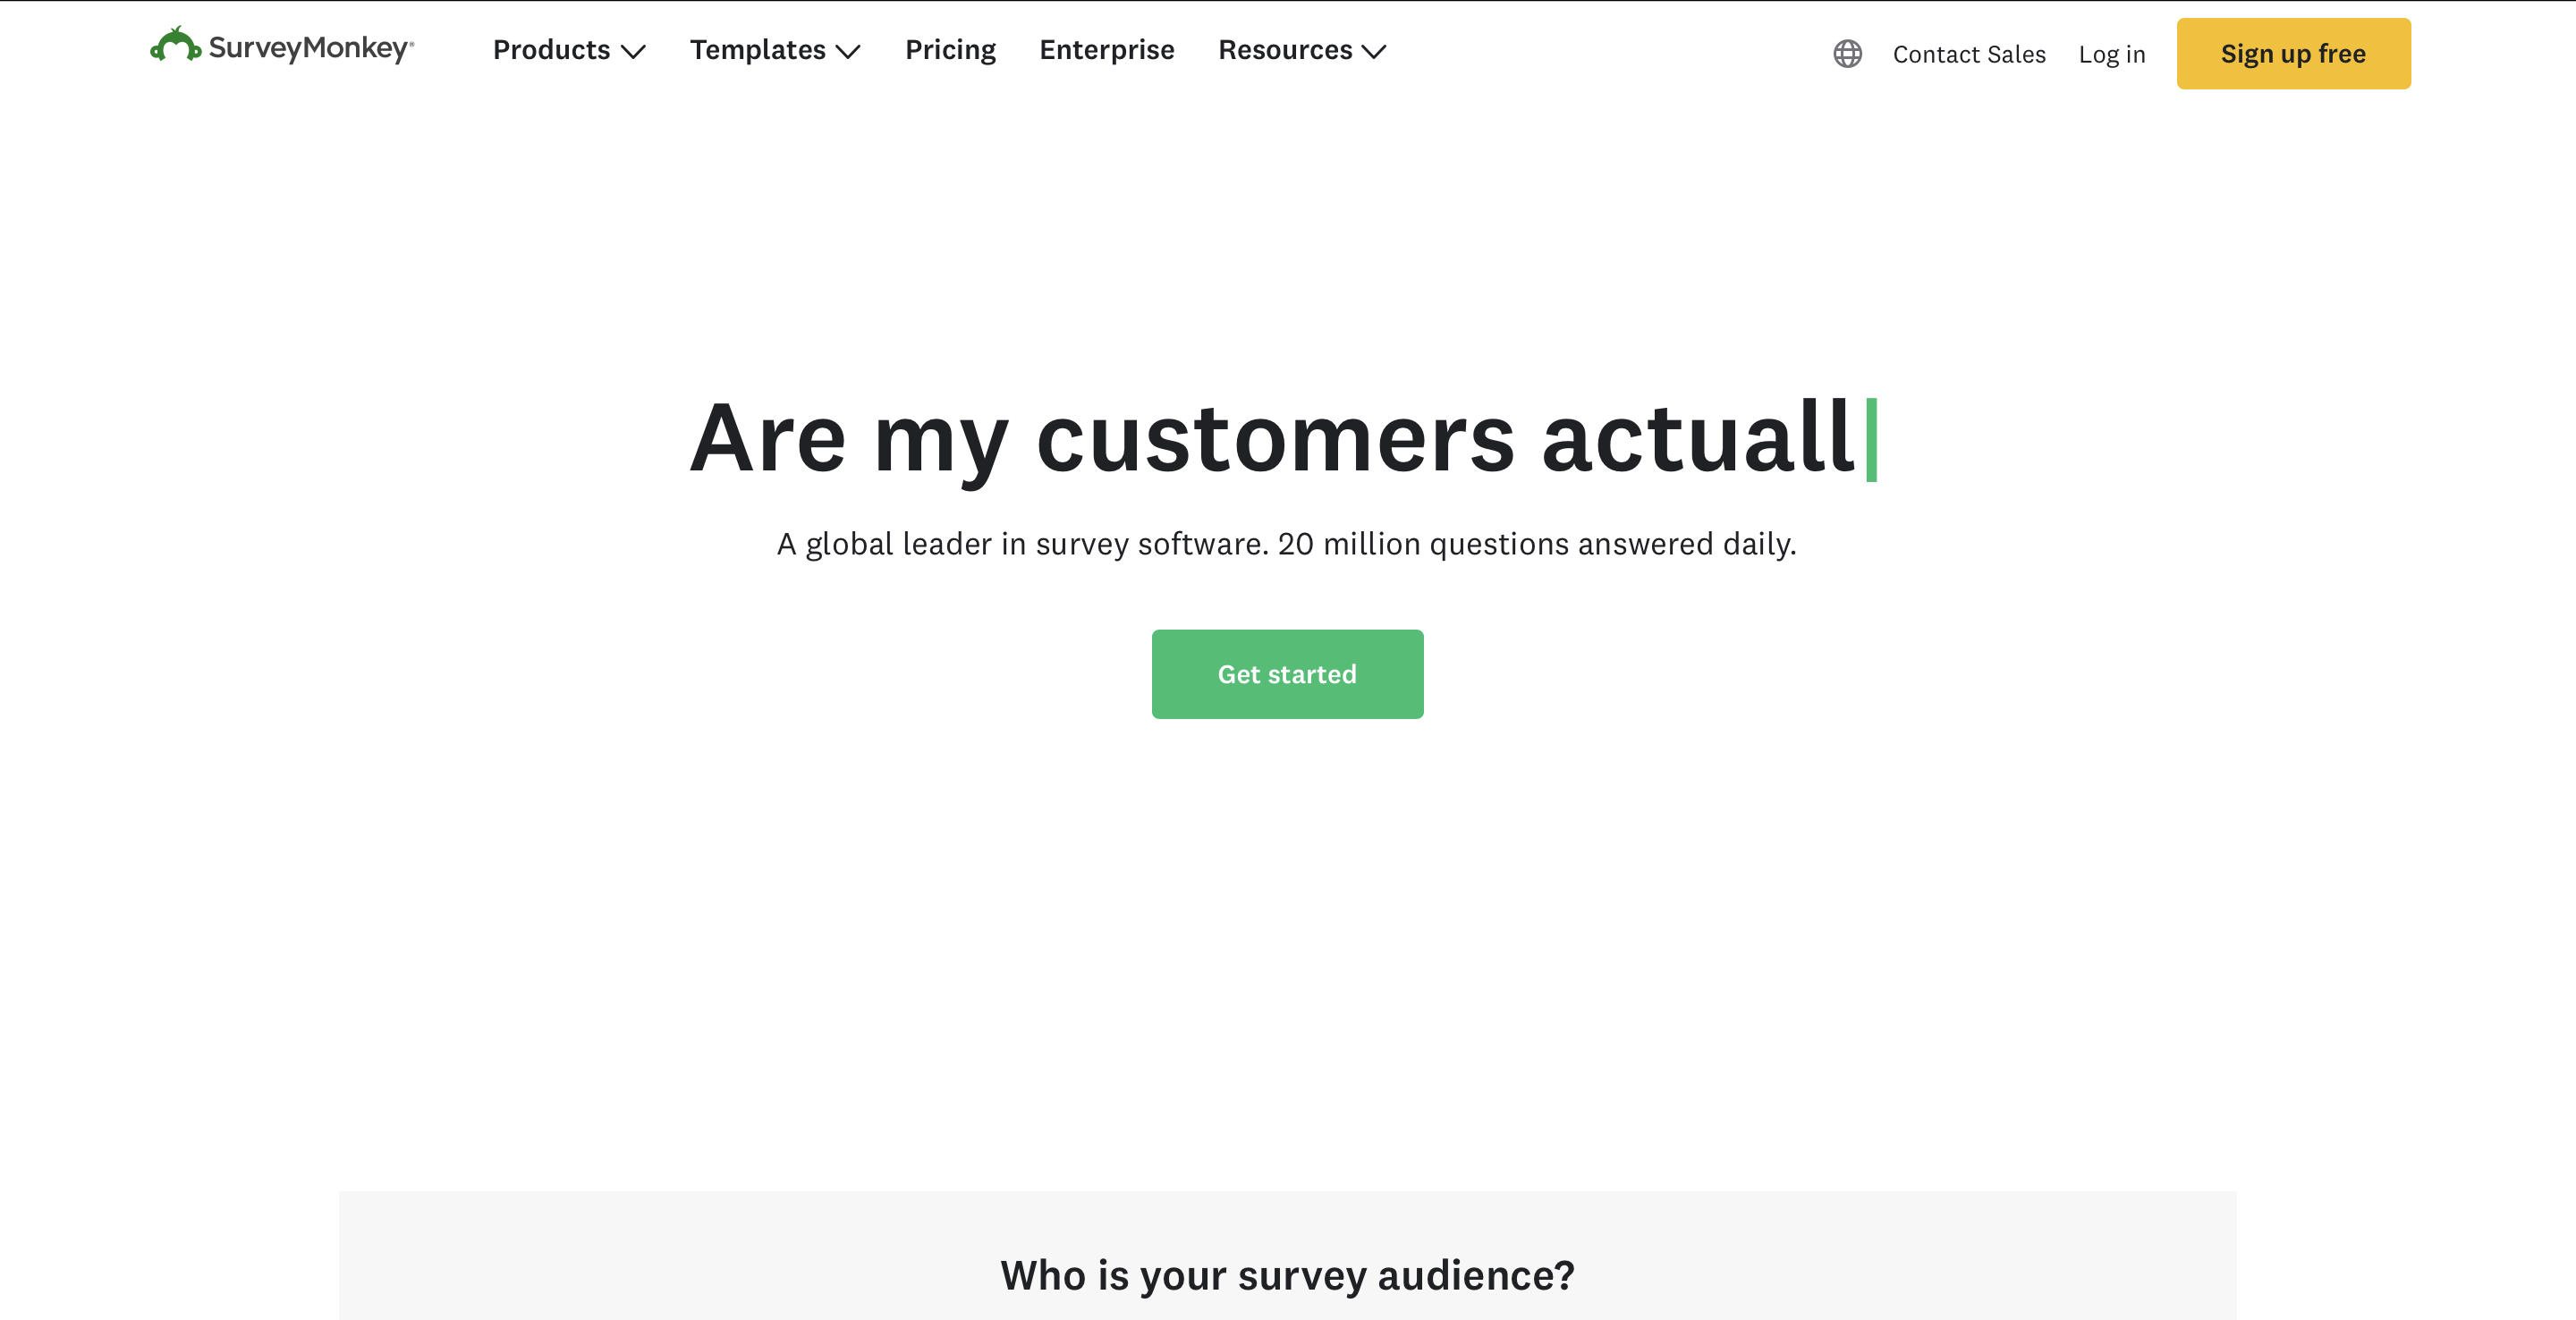 SurveyMonkey®
Products
Templates
Pricing
Enterprise
Resources
Contact Sales
Log in
Sign up free
Are my customers actuall
A global leader in survey software. 20 million questions answered daily.
Get started
Who is your survey audience?